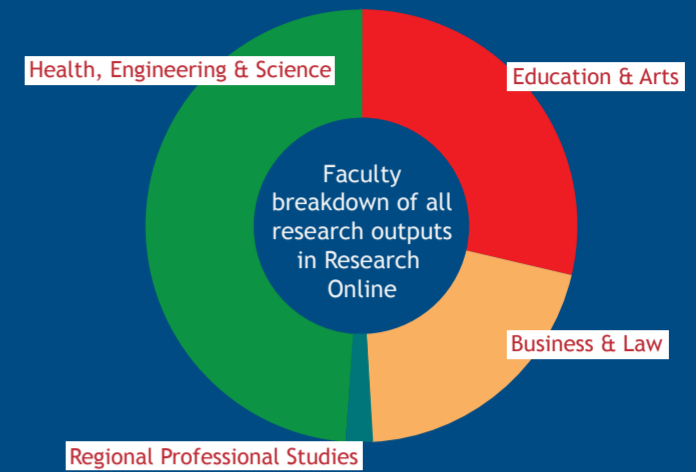 Health, Engineering & Science
Education & Arts
Faculty
breakdown of all
research outputs
in Research
Online
Business & Law
Regional Professional Studies